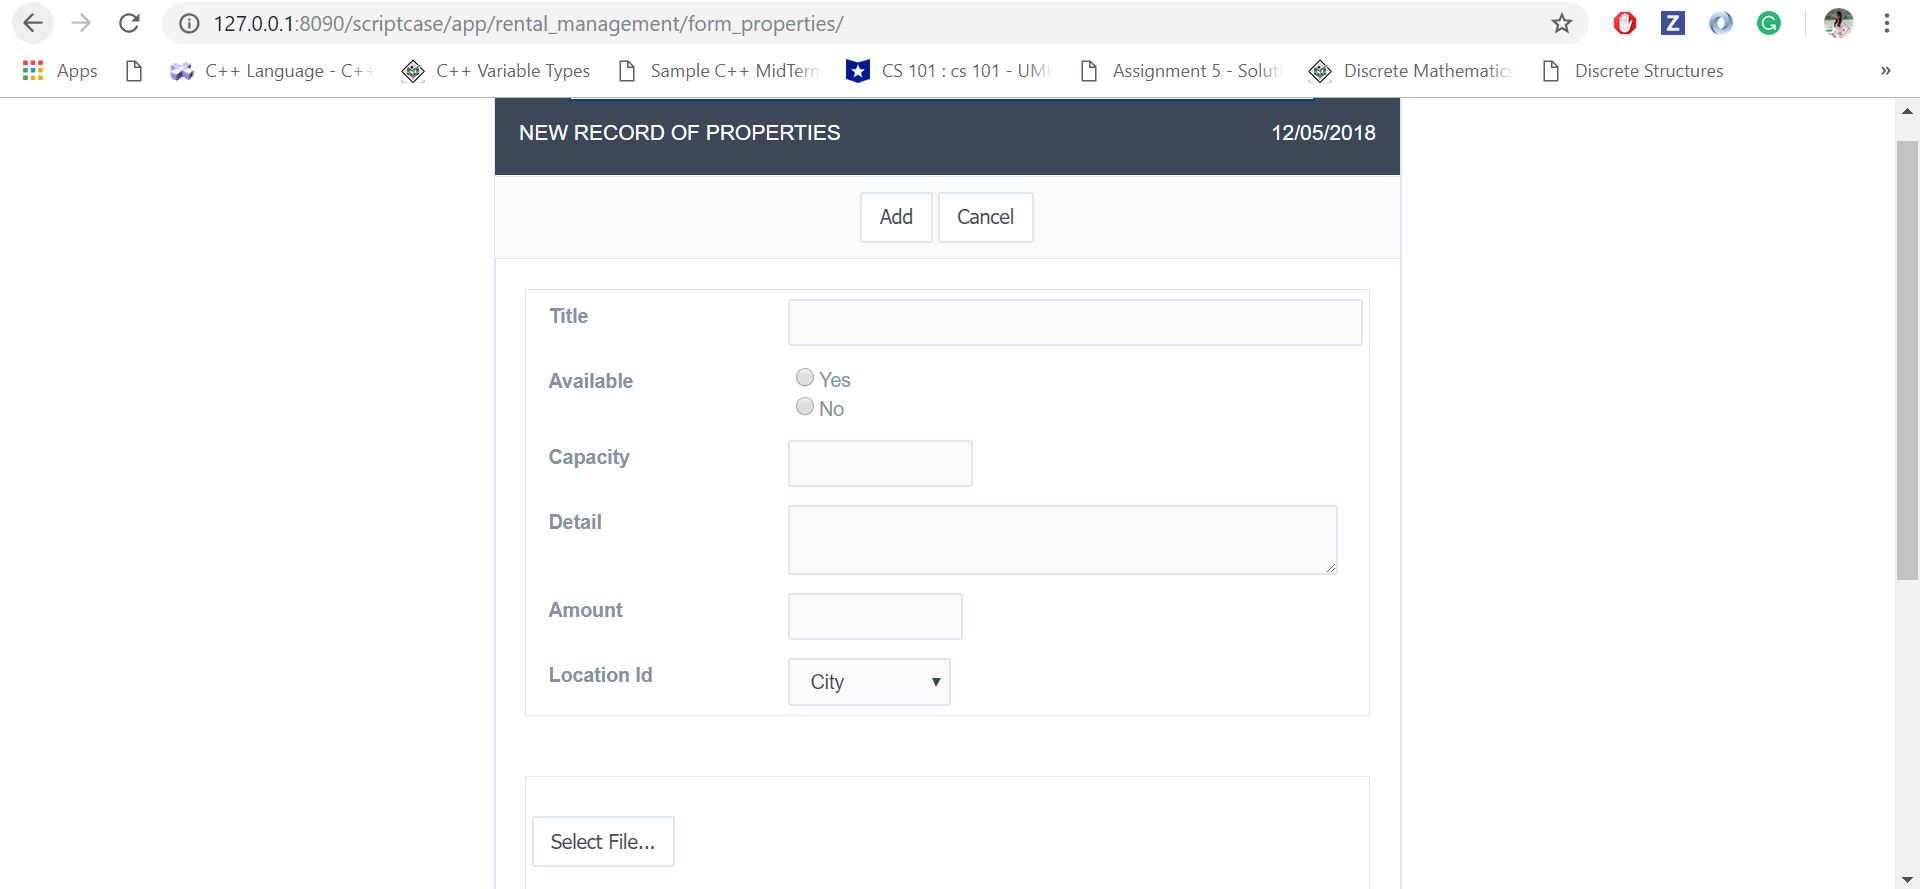 127.0.0.1:8090/scriptcase/app/rental_management/form_properties/
Apps
C++ Language - C++
C++ Variable Types
Sample C++ MidTerm
CS 101 : cs 101 - UMK
Assignment 5 - Soluti
Discrete Mathematics
Discrete Structures
»
NEW RECORD OF PROPERTIES 12/05/2018
Add Cancel
Title
Available
Yes
No
Capacity
Detail
Amount
Location Id City
Select File...